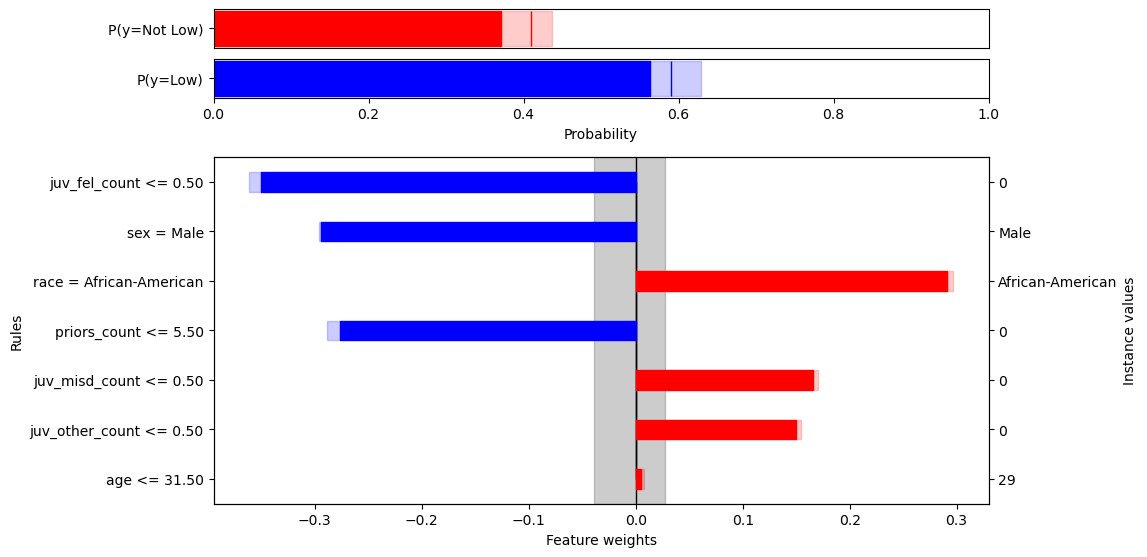 P(y=Not Low)
P(y=Low)
0.0 0.2 0.4 0.6 0.8 1.0
Probability
juv_fel_count <= 0.50 0
sex = Male Male
race = African-American African-American
priors_count <= 5.50 0
juv_misd_count <= 0.50 0
juv_other_count <= 0.50 0
age <= 31.50 29
Rules
Instance values
−0.3 −0.2 −0.1 0.0 0.1 0.2 0.3
Feature weights